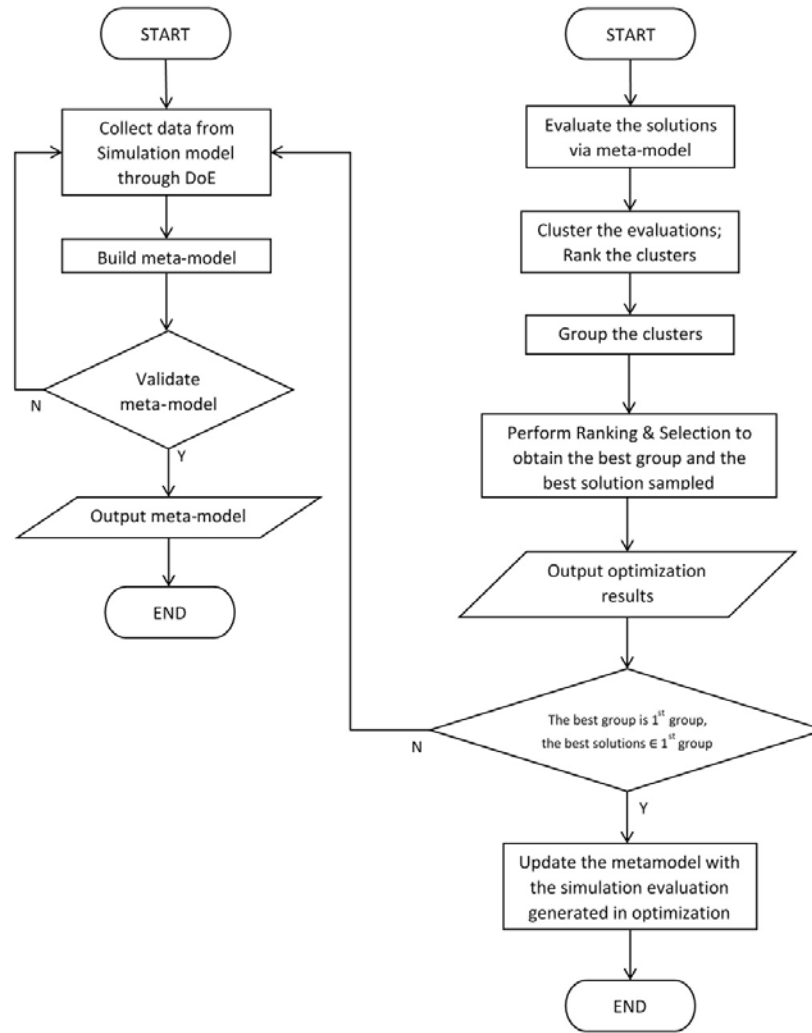 START
Collect data from
Simulation model
through DoE
Build meta-model
Validate
meta-model
N
Y
Output meta-model
END
START
Evaluate the solutions
via meta-model
Cluster the evaluations;
Rank the clusters
Group the clusters
Perform Ranking & Selection to
obtain the best group and the
best solution sampled
Output optimization
results
The best group is 1st group,
the best solutions ∈ 1st group
N
Y
Update the metamodel with
the simulation evaluation
generated in optimization
END